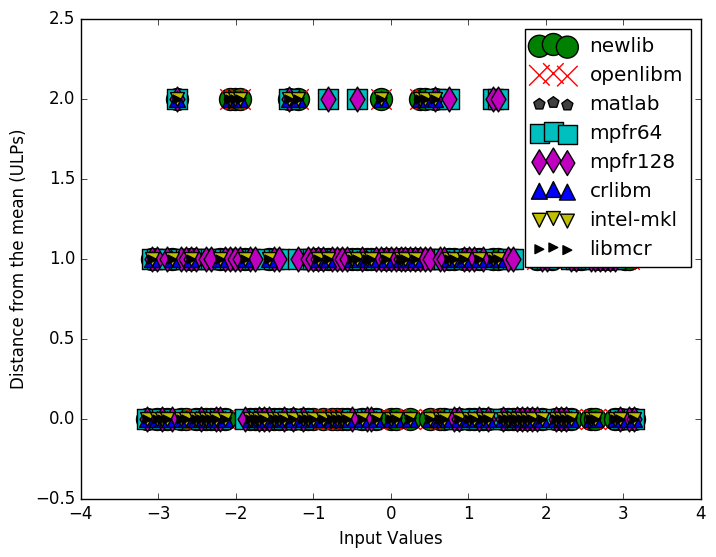 2.5
2.0
1.5
1.0
0.5
0.0
−0.5
Distance from the mean (ULPs)
newlib
openlibm
matlab
mpfr64
mpfr128
crlibm
intel-mkl
libmcr
−4 −3 −2 −1 0 1 2 3 4
Input Values